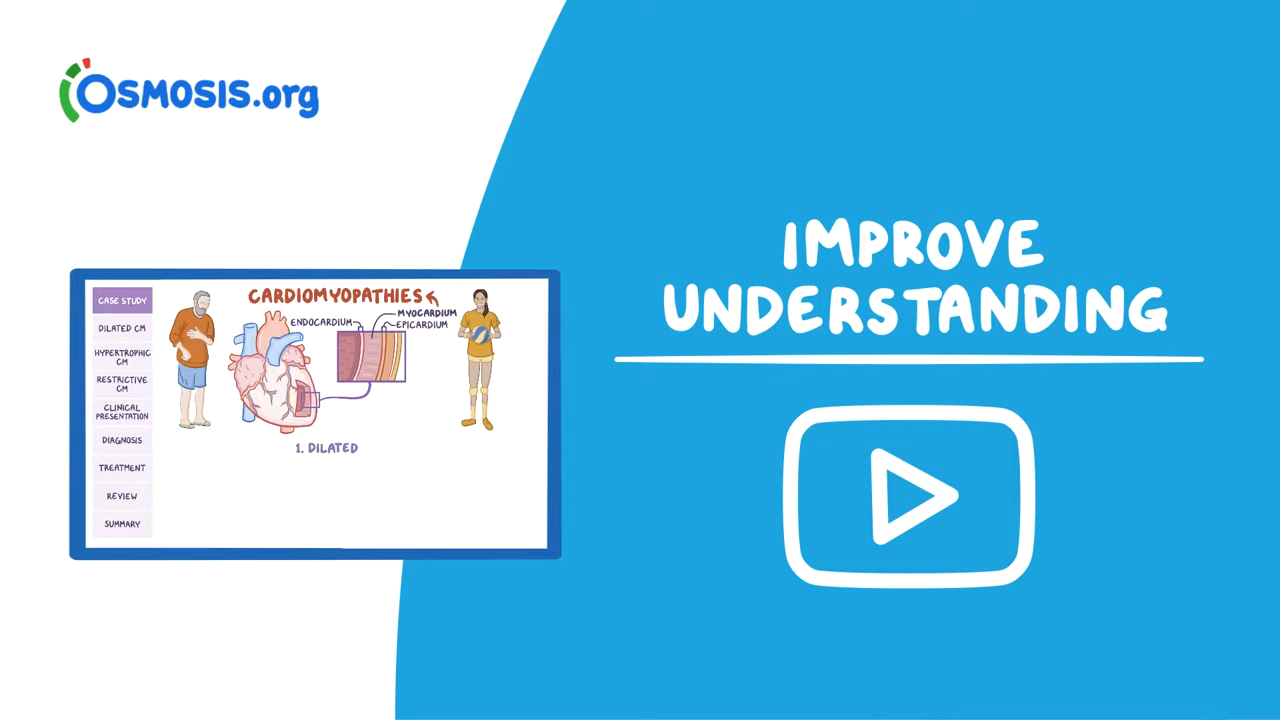 OSMOSIS.org
IMPROVE
UNDERSTANDING
CASE STUDY
DILATED CM
HYPERTROPHIC
CM
RESTRICTIVE
CM
CLINICAL
PRESENTATION
DIAGNOSIS
TREATMENT
REVIEW
SUMMARY
CARDIOMYOPATHIES
ENDOCARDIUM
MYOCARDIUM
EPICARDIUM
1. DILATED